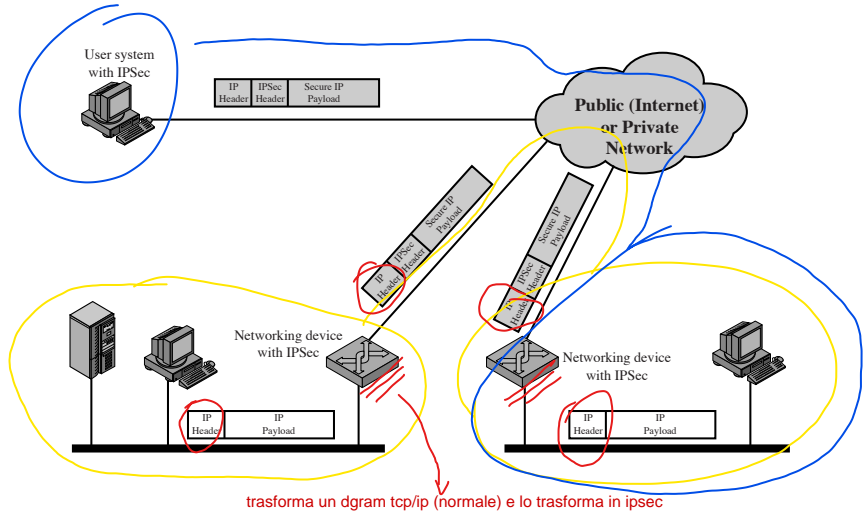 User system
with IPSec
IP
Header
IPSec
Header
Secure IP
Payload
Public (Internet)
or Private
Network
IP
Header
IPSec
Header
Secure IP
Payload
IP
Header
IPSec
Header
Secure IP
Payload
Networking device
with IPSec
Networking device
with IPSec
IP
Header
IP
Payload
IP
Header
IP
Payload
trasforma un dgram tcp/ip (normale) e lo trasforma in ipsec